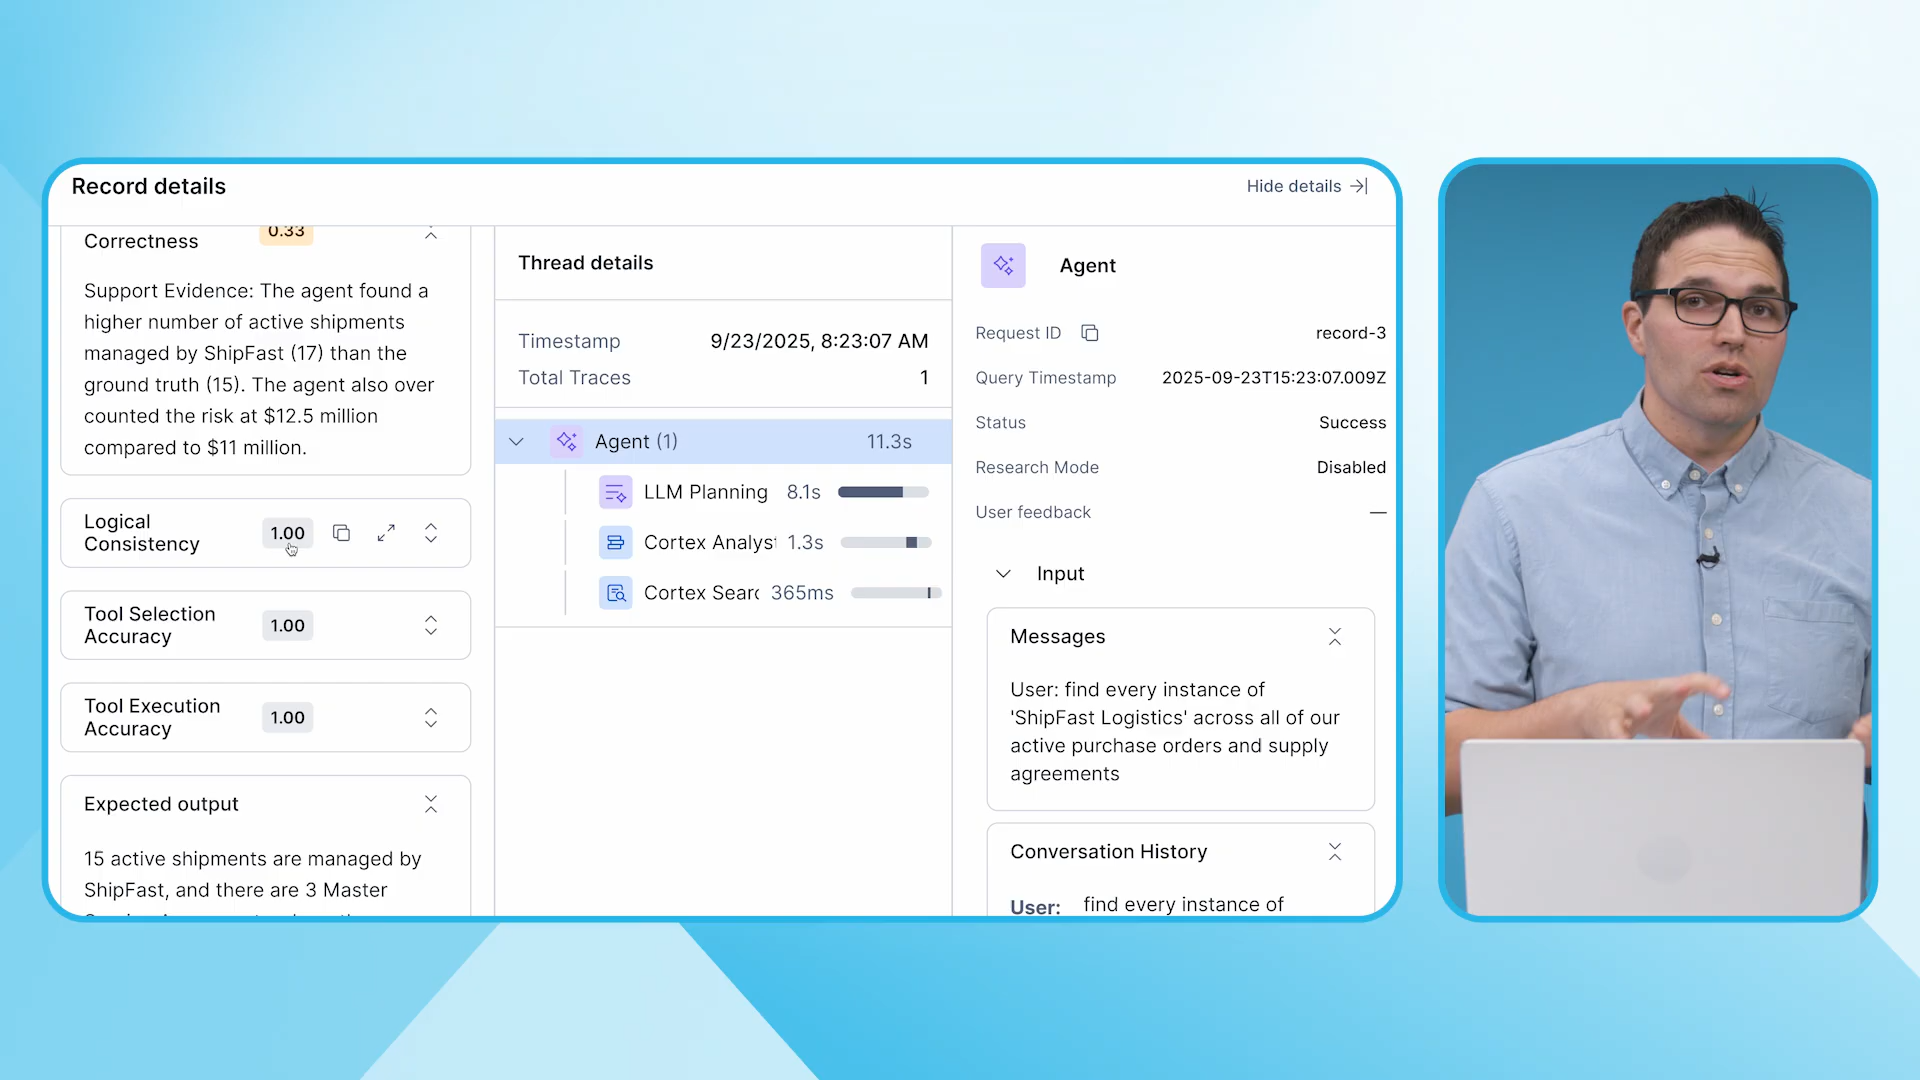 Record details
Hide details
Correctness
0.33
Support Evidence: The agent found a
higher number of active shipments
managed by ShipFast (17) than the
ground truth (15). The agent also over
counted the risk at $12.5 million
compared to $11 million.
Logical
Consistency
1.00
Tool Selection
Accuracy
1.00
Tool Execution
Accuracy
1.00
Expected output
15 active shipments are managed by
ShipFast, and there are 3 Master
Thread details
Timestamp
9/23/2025, 8:23:07 AM
Total Traces
1
Agent (1)
11.3s
LLM Planning
8.1s
Cortex Analyst
1.3s
Cortex Searc
365ms
Agent
Request ID
record-3
Query Timestamp
2025-09-23T15:23:07.009Z
Status
Success
Research Mode
Disabled
User feedback
—
Input
Messages
User: find every instance of
'ShipFast Logistics' across all of our
active purchase orders and supply
agreements
Conversation History
User: find every instance of